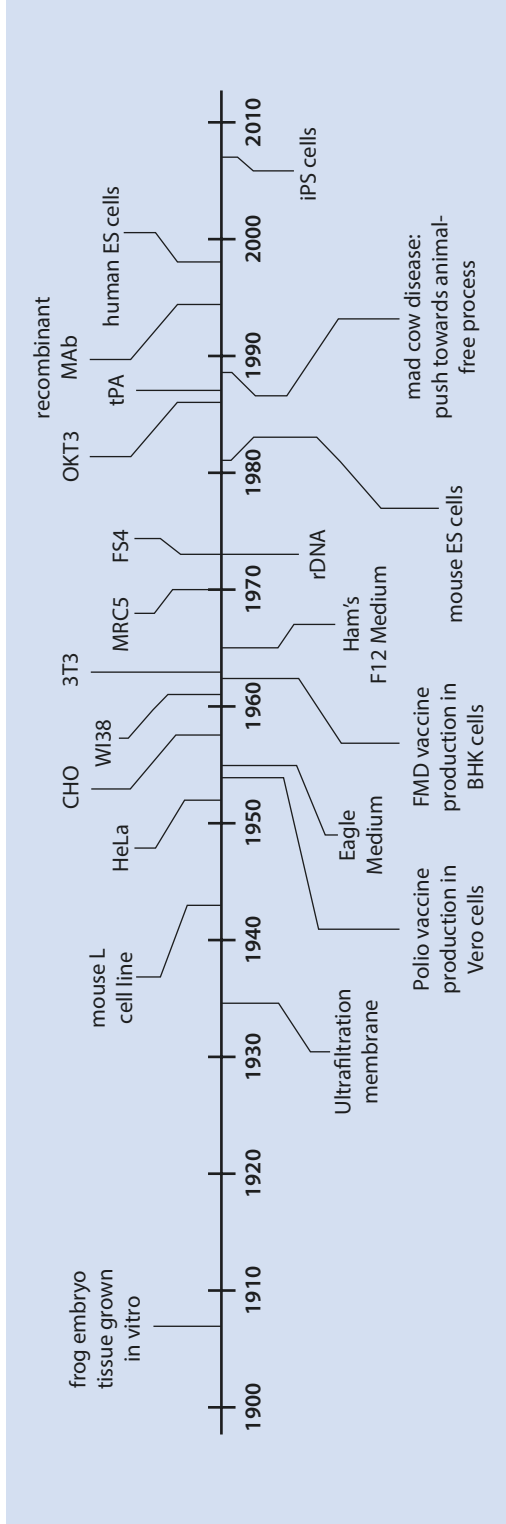 frog embryo
tissue grown
in vitro
mouse L
cell line
HeLa
CHO
WI38
3T3
MRC5
FS4
OKT3
tPA
recombinant
MAb
human ES cells
1900
1910
1920
1930
1940
1950
1960
1970
1980
1990
2000
2010
Ultrafiltration
membrane
Polio vaccine
production in
Vero cells
Eagle
Medium
FMD vaccine
production in
BHK cells
Ham's
F12 Medium
rDNA
mouse ES cells
mad cow disease:
push towards animal-
free process
iPS cells